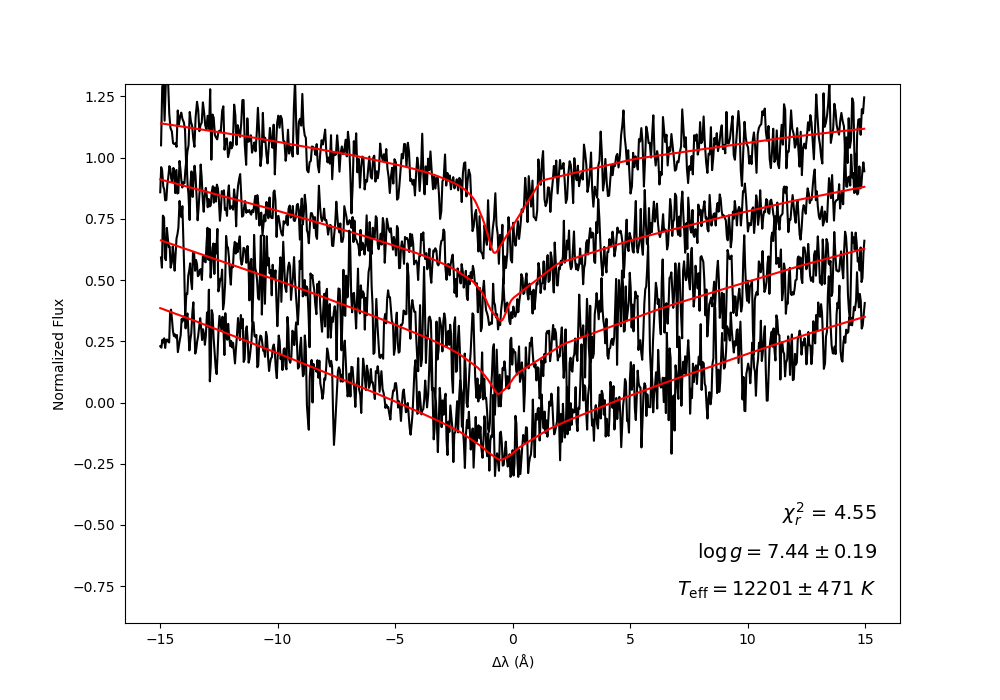 1.25
1.00
0.75
0.50
0.25
0.00
−0.25
−0.50
−0.75
Normalized Flux
χ²ᵣ = 4.55
log g = 7.44 ± 0.19
T_eff = 12201 ± 471 K
−15 −10 −5 0 5 10 15
Δλ (Å)